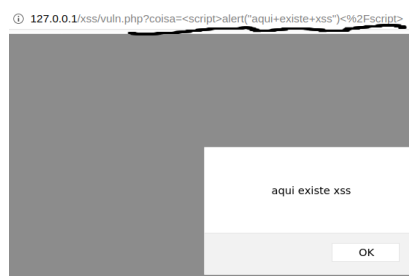 127.0.0.1/xss/vuln.php?coisa=<script>alert("aqui+existe+xss")<%2Fscript>
aqui existe xss
OK